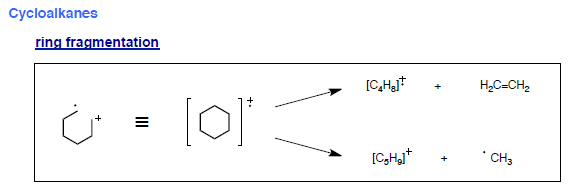 Cycloalkanes
ring fragmentation
[C₄H₈]⁺̇ + H₂C=CH₂
+ ≡ [ ]⁺̇
[C₅H₉]⁺ + ˙CH₃